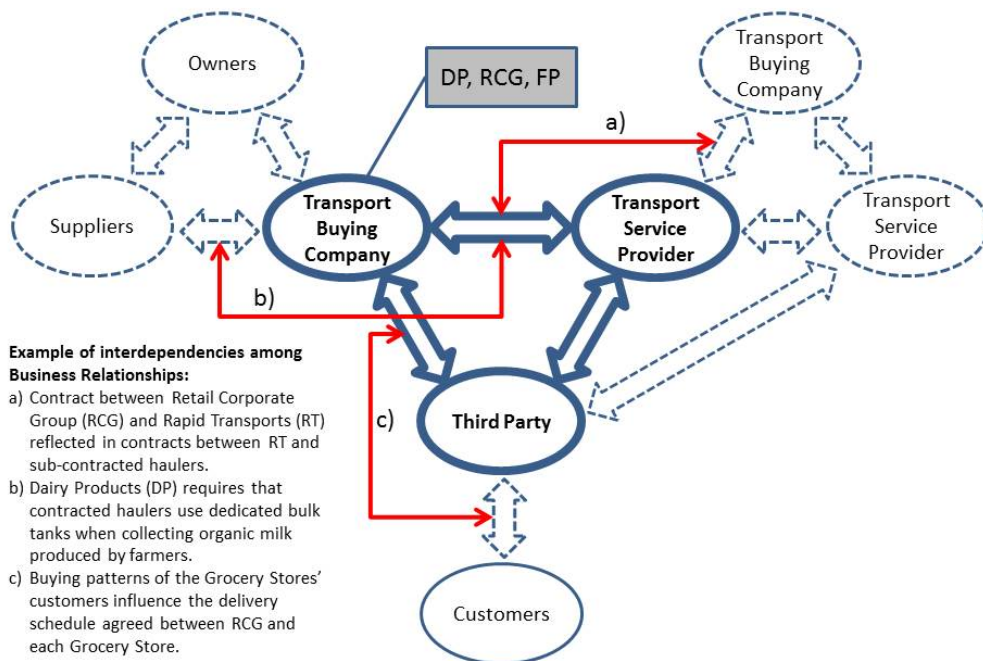 Owners
DP, RCG, FP
Transport
Buying
Company
a)
Suppliers
Transport
Buying
Company
Transport
Service
Provider
Transport
Service
Provider
b)
Example of interdependencies among
Business Relationships:
a) Contract between Retail Corporate
Group (RCG) and Rapid Transports (RT)
reflected in contracts between RT and
sub-contracted haulers.
b) Dairy Products (DP) requires that
contracted haulers use dedicated bulk
tanks when collecting organic milk
produced by farmers.
c) Buying patterns of the Grocery Stores’
customers influence the delivery
schedule agreed between RCG and
each Grocery Store.
c)
Third Party
Customers